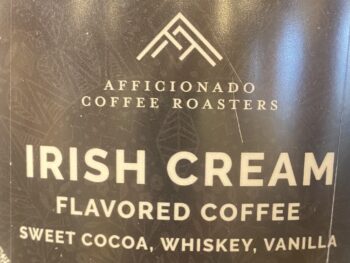 AFFICIONADO
COFFEE ROASTERS
IRISH CREAM
FLAVORED COFFEE
SWEET COCOA, WHISKEY, VANILLA